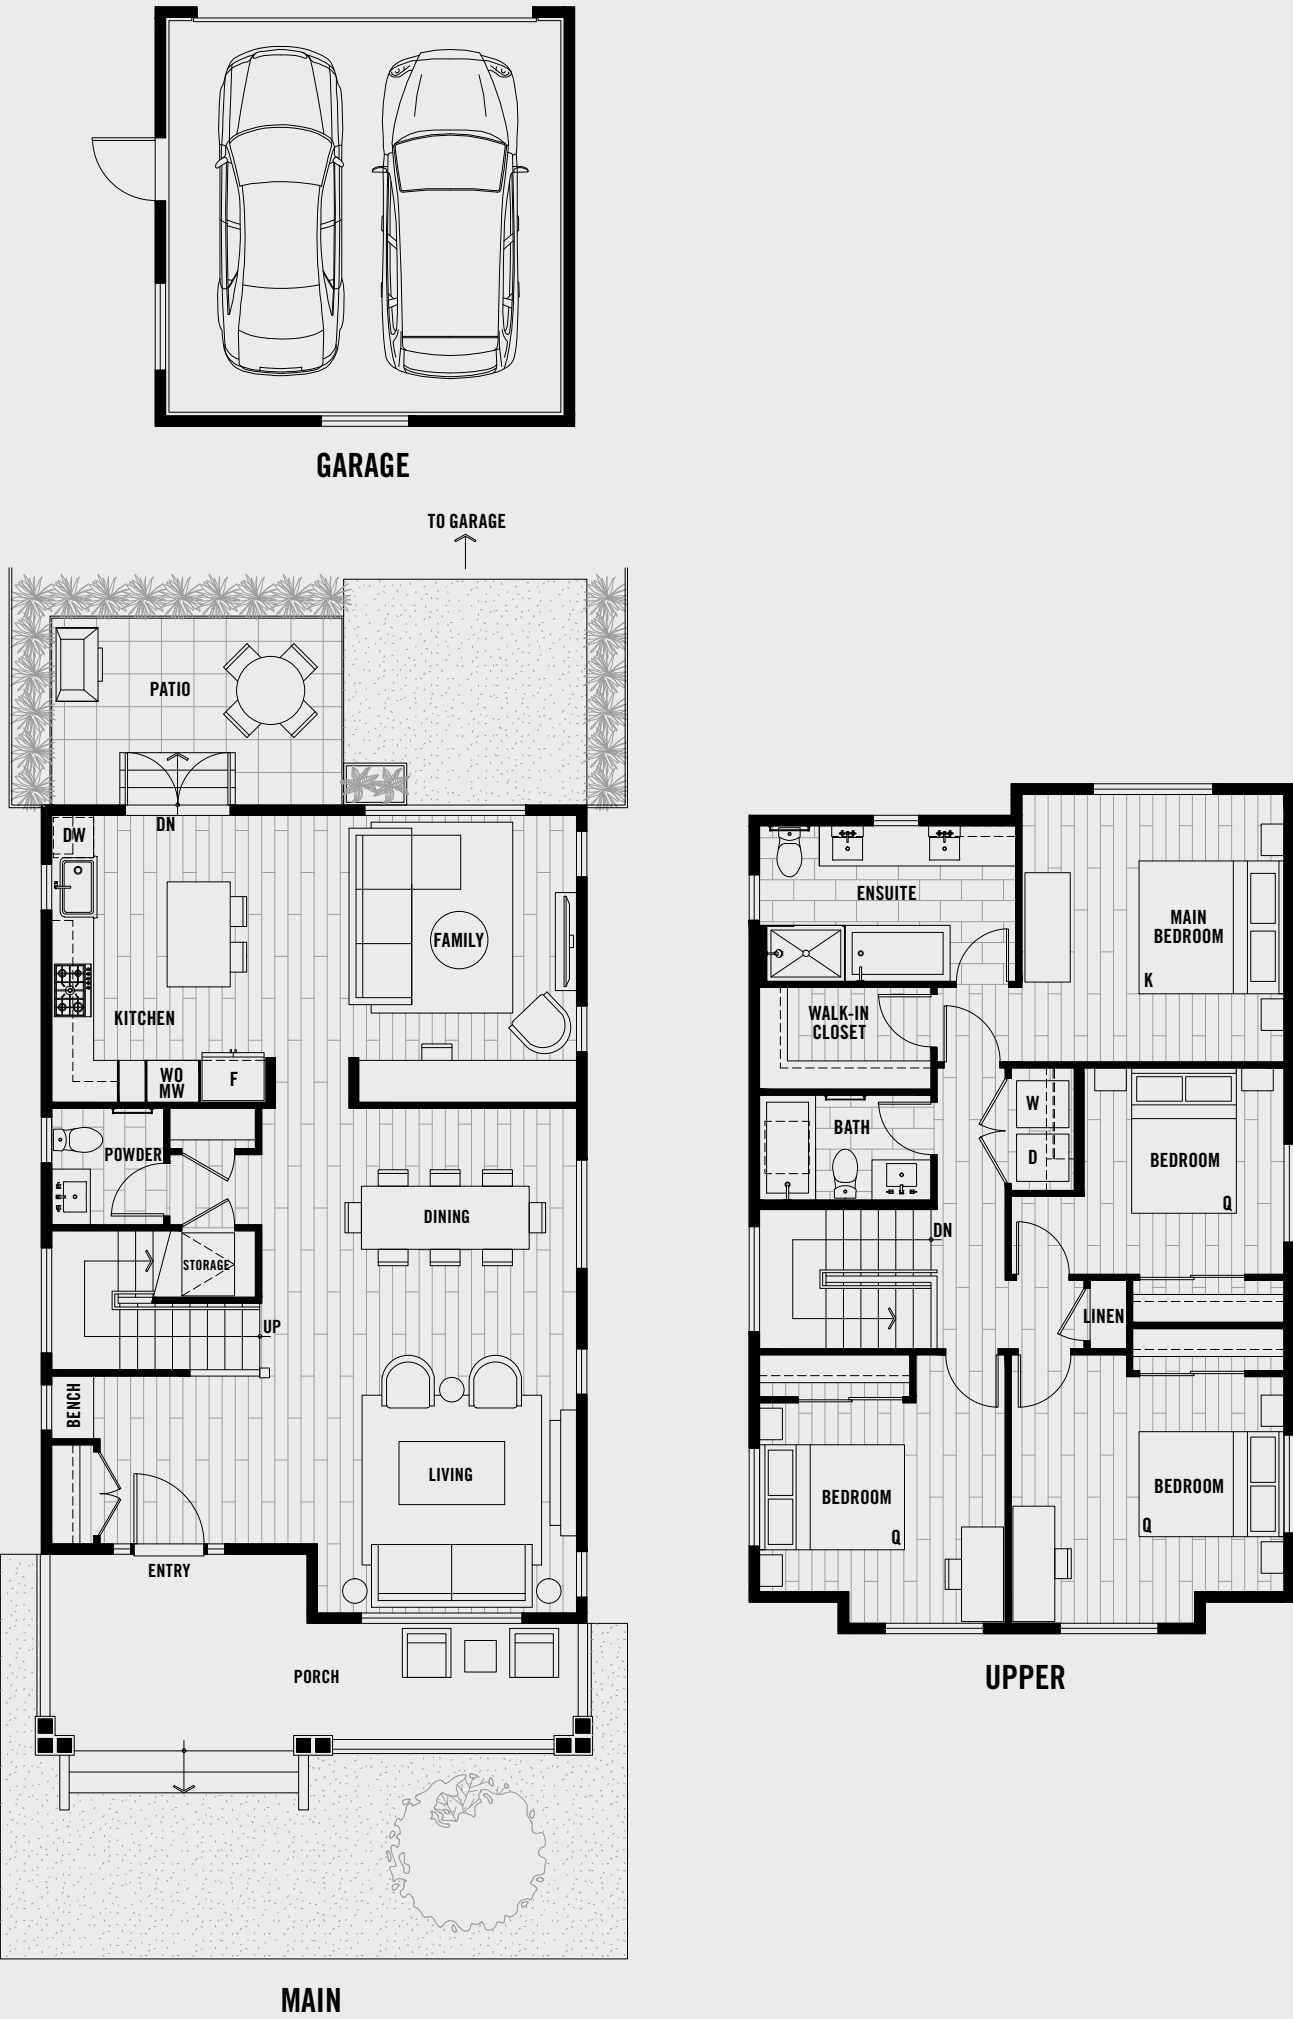 GARAGE
TO GARAGE
PATIO
DN
DW
FAMILY
KITCHEN
WO
MW
F
POWDER
DINING
STORAGE
UP
BENCH
LIVING
ENTRY
PORCH
MAIN
ENSUITE
MAIN
BEDROOM
K
WALK-IN
CLOSET
W
BATH
D
BEDROOM
Q
DN
LINEN
BEDROOM
Q
BEDROOM
Q
UPPER